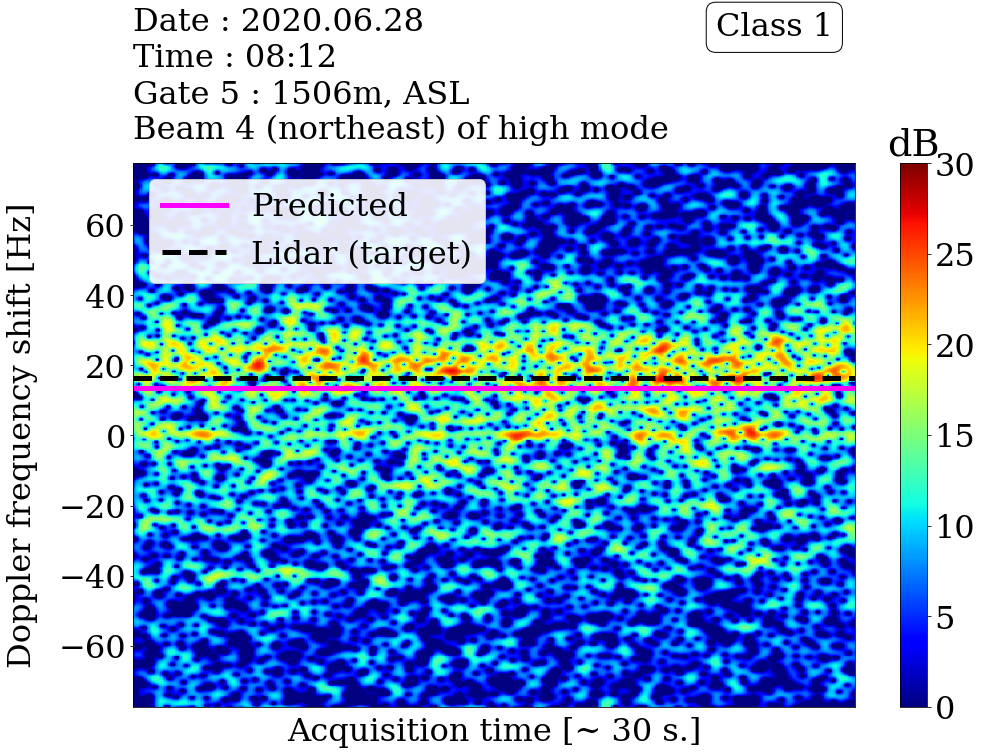 Date : 2020.06.28
Class 1
Time : 08:12
Gate 5 : 1506m, ASL
Beam 4 (northeast) of high mode
dB
Predicted
Lidar (target)
Doppler frequency shift [Hz]
60
40
20
0
−20
−40
−60
Acquisition time [~ 30 s.]
30
25
20
15
10
5
0